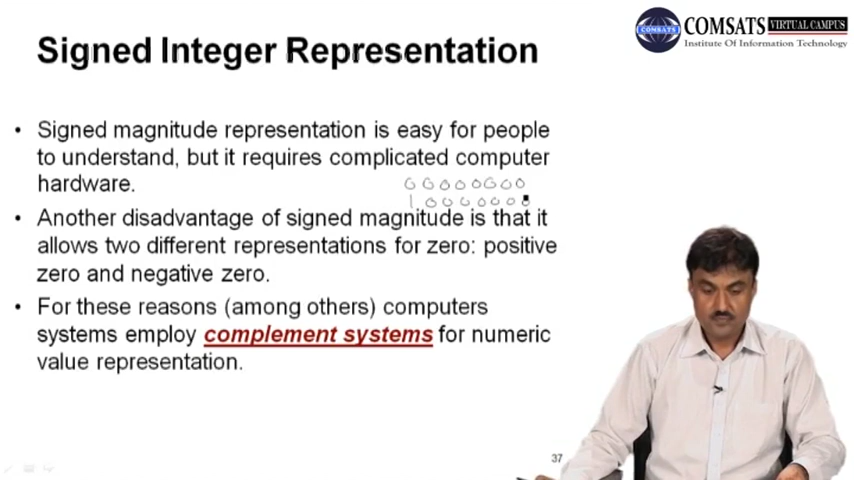 Signed Integer Representation
COMSATS VIRTUAL CAMPUS
COMSATS
Institute Of Information Technology
• Signed magnitude representation is easy for people
to understand, but it requires complicated computer
hardware.
00000000
10000000
• Another disadvantage of signed magnitude is that it
allows two different representations for zero: positive
zero and negative zero.
• For these reasons (among others) computers
systems employ complement systems for numeric
value representation.
37